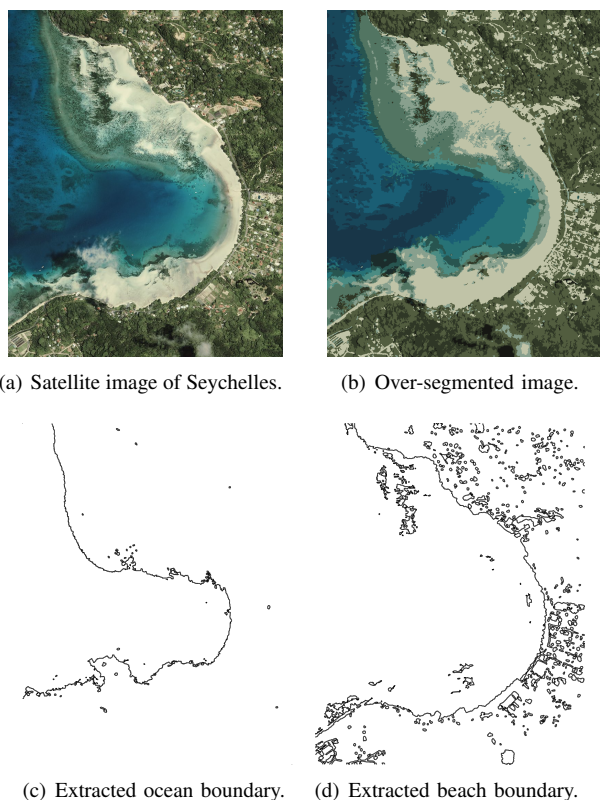 (a) Satellite image of Seychelles.
(b) Over-segmented image.
(c) Extracted ocean boundary.
(d) Extracted beach boundary.